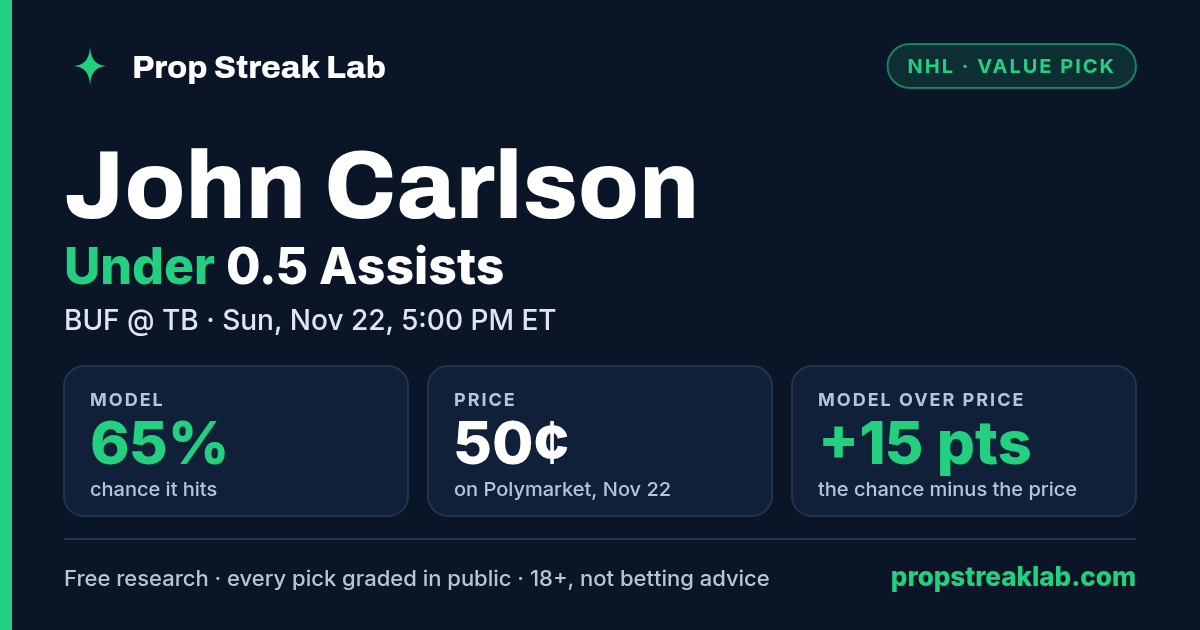 Prop Streak Lab
NHL · VALUE PICK
John Carlson
Under 0.5 Assists
BUF @ TB · Sun, Nov 22, 5:00 PM ET
MODEL
65%
chance it hits
PRICE
50¢
on Polymarket, Nov 22
MODEL OVER PRICE
+15 pts
the chance minus the price
Free research · every pick graded in public · 18+, not betting advice
propstreaklab.com